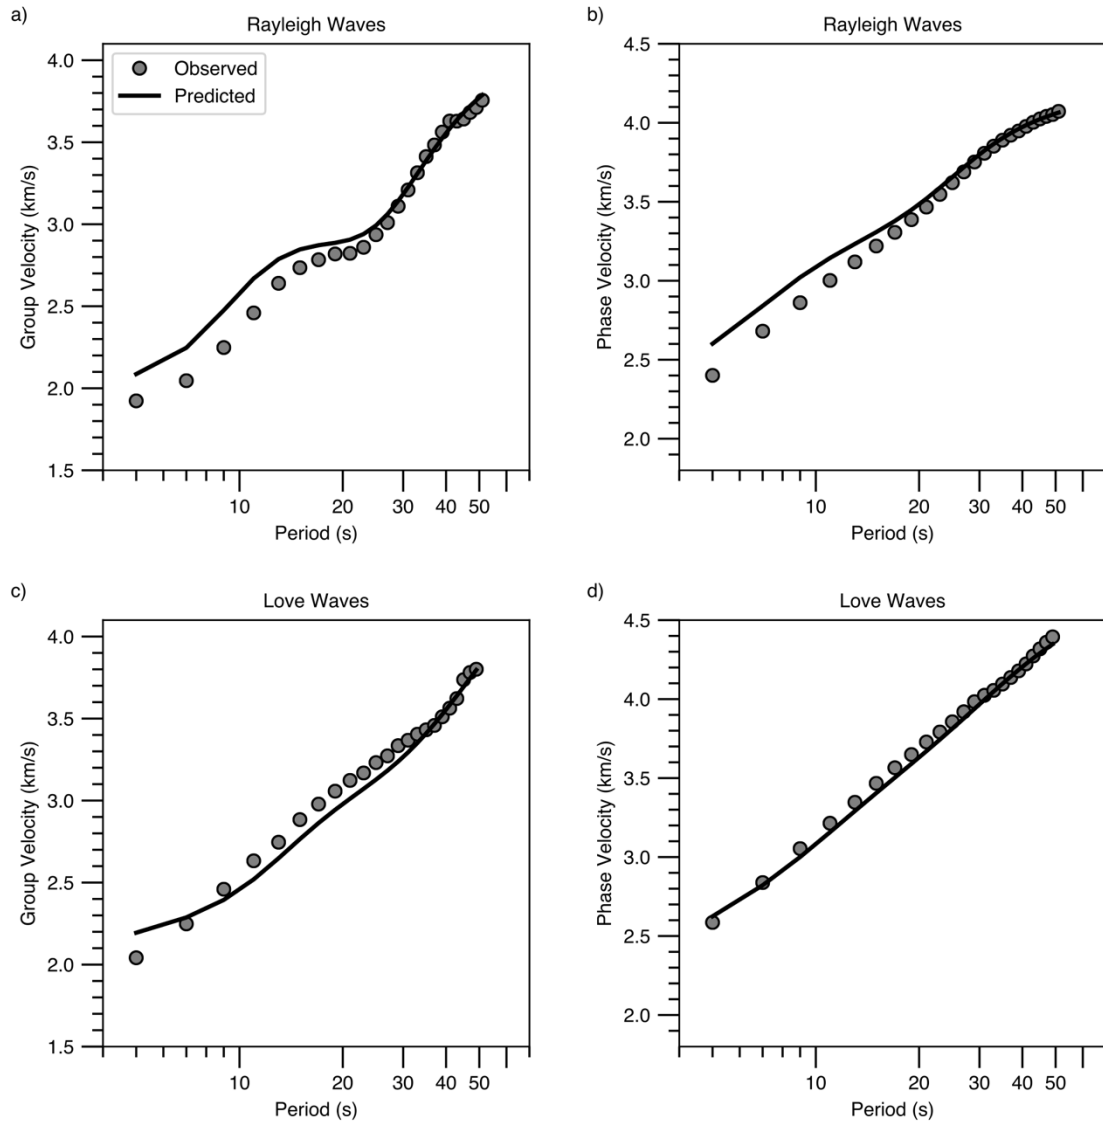 a)
Rayleigh Waves
Observed
Predicted
Group Velocity (km/s)
4.0
3.5
3.0
2.5
2.0
1.5
10
20
30
40
50
Period (s)
b)
Rayleigh Waves
Phase Velocity (km/s)
4.5
4.0
3.5
3.0
2.5
2.0
10
20
30
40
50
Period (s)
c)
Love Waves
Group Velocity (km/s)
4.0
3.5
3.0
2.5
2.0
1.5
10
20
30
40
50
Period (s)
d)
Love Waves
Phase Velocity (km/s)
4.5
4.0
3.5
3.0
2.5
2.0
10
20
30
40
50
Period (s)